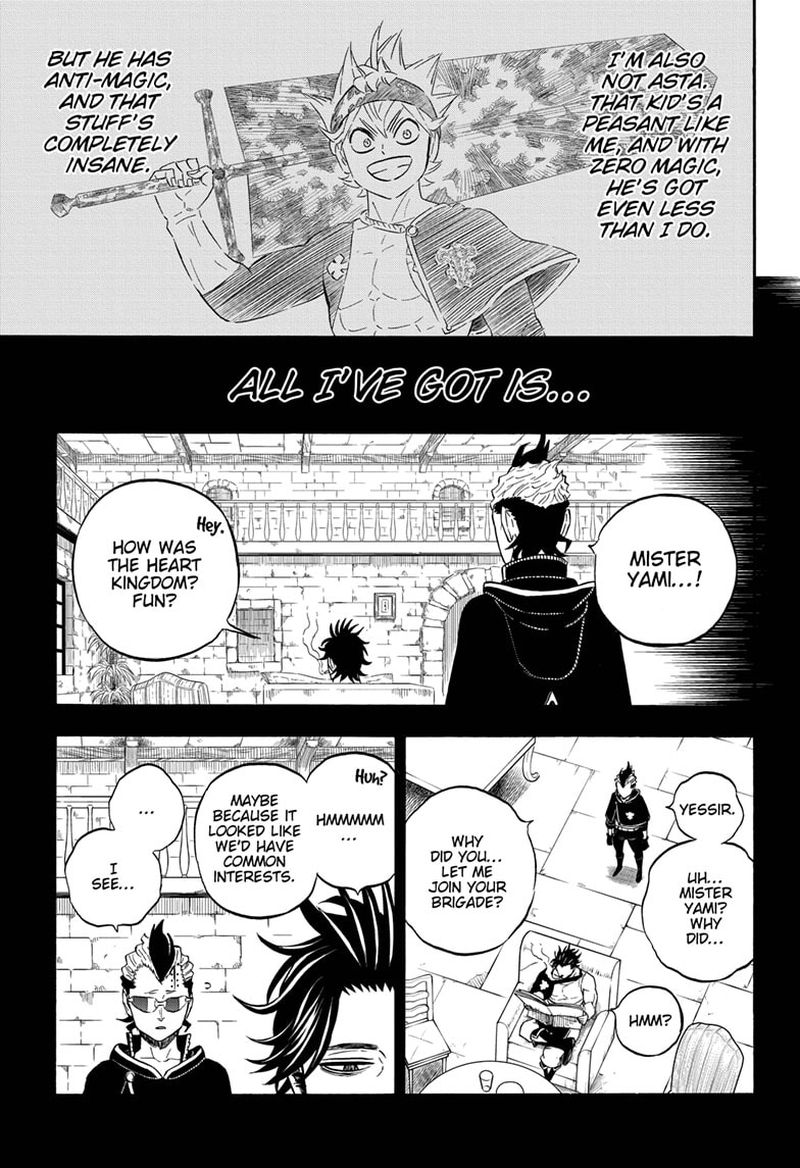 I'M ALSO
NOT ASTA.
THAT KID'S A
PEASANT LIKE
ME, AND WITH
ZERO MAGIC,
HE'S GOT
EVEN LESS
THAN I DO.
BUT HE HAS
ANTI-MAGIC,
AND THAT
STUFF'S
COMPLETELY
INSANE.
ALL I'VE GOT IS...
MISTER
YAMI...!
Hey.
HOW WAS
THE HEART
KINGDOM?
FUN?
YESSIR.
UH...
MISTER
YAMI?
WHY
DID...
HMM?
WHY
DID YOU...
LET ME
JOIN YOUR
BRIGADE?
Huh?
HMMMMM
...
MAYBE
BECAUSE IT
LOOKED LIKE
WE'D HAVE
COMMON
INTERESTS.
...
I
SEE...